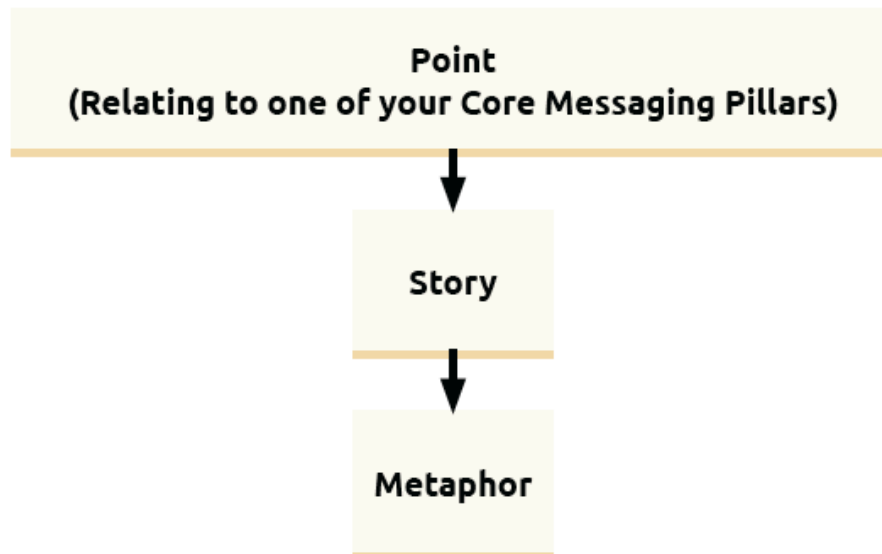 Point
(Relating to one of your Core Messaging Pillars)
Story
Metaphor